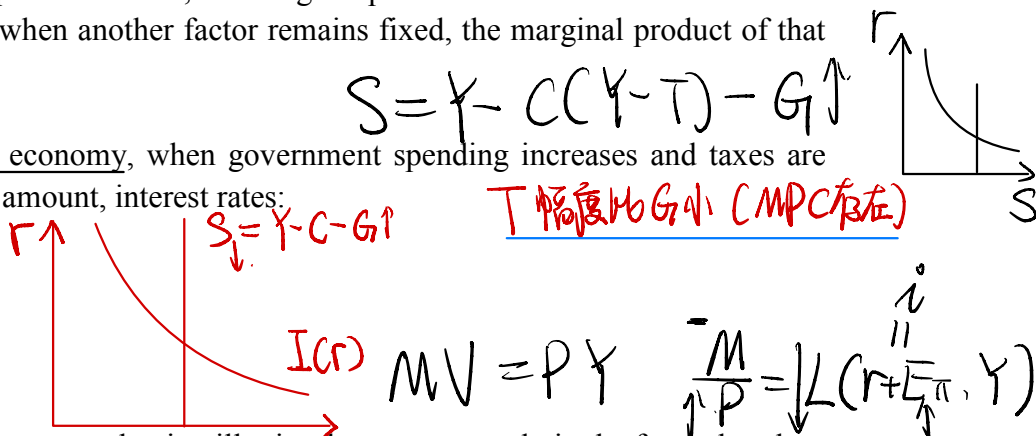 when another factor remains fixed, the marginal product of that
r
S = Y - C(Y-T) - G↑
S
economy, when government spending increases and taxes are
amount, interest rates:
T幅度比G小 (MPC存在)
r
S↓ = Y-C-G↑
I(r)
MV = PY
i
=
M/P = L(r+Eπ, Y)